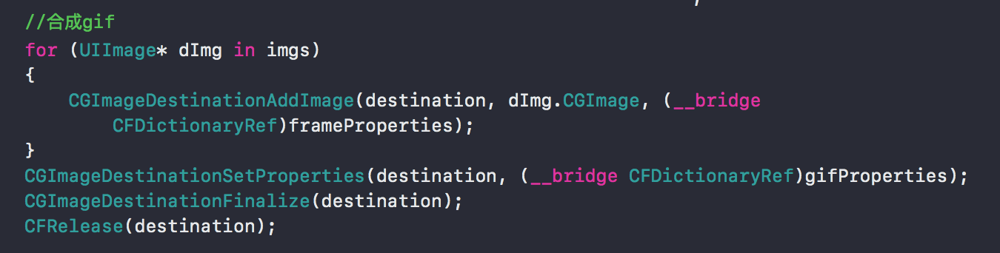 //合成gif
for (UIImage* dImg in imgs)
{
    CGImageDestinationAddImage(destination, dImg.CGImage, (__bridge
        CFDictionaryRef)frameProperties);
}
CGImageDestinationSetProperties(destination, (__bridge CFDictionaryRef)gifProperties);
CGImageDestinationFinalize(destination);
CFRelease(destination);